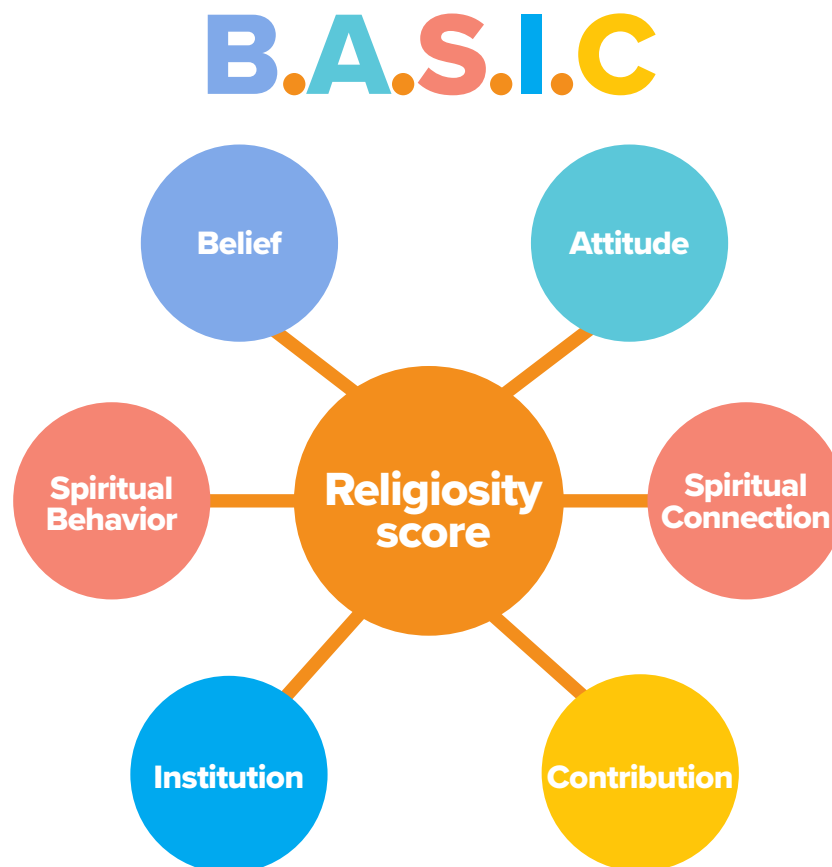 B.A.S.I.C
Belief
Attitude
Spiritual
Behavior
Religiosity
score
Spiritual
Connection
Institution
Contribution